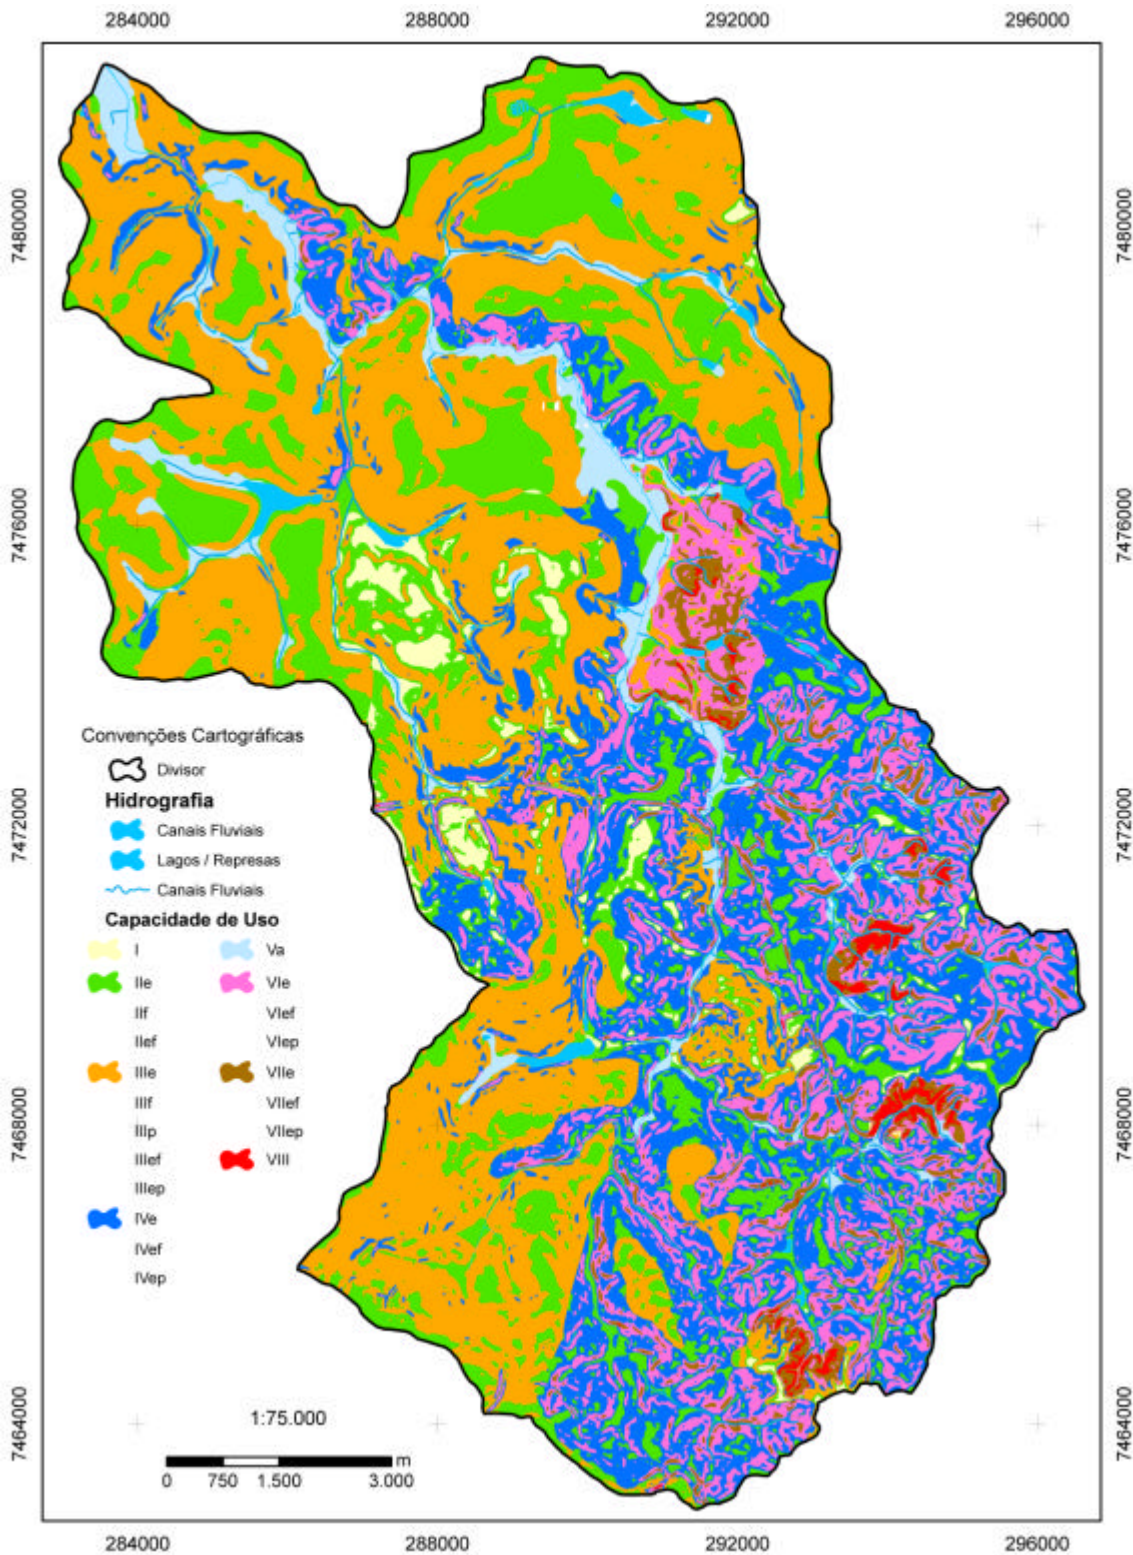 284000 288000 292000 296000
7480000 7480000
7476000 7476000
Convenções Cartográficas
Divisor
Hidrografia
Canais Fluviais
Lagos / Represas
Canais Fluviais
7472000 7472000
Capacidade de Uso
I Va
IIe VIe
IIf VIef
IIef VIep
IIIe VIIe
IIIf VIIef
IIIp VIIep
IIIef VIII
IIIep
IVe
IVef
IVep
7468000 7468000
1:75.000
7464000 7464000
m
0 750 1.500 3.000
284000 288000 292000 296000